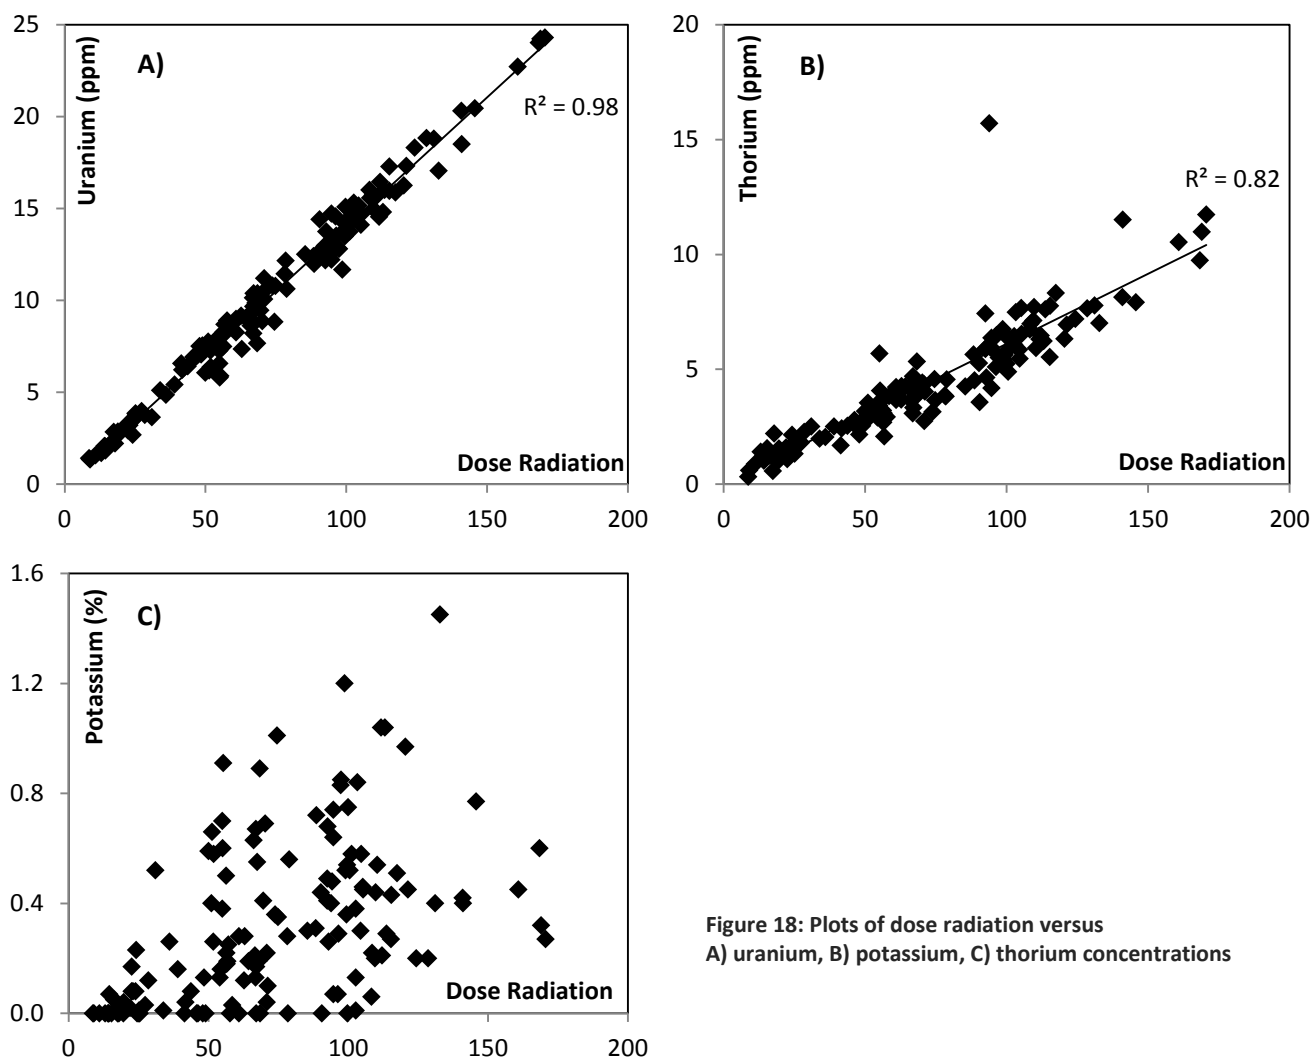 25
20
15
10
5
0
Uranium (ppm)
A)
R² = 0.98
Dose Radiation
0 50 100 150 200
20
15
10
5
0
Thorium (ppm)
B)
R² = 0.82
Dose Radiation
0 50 100 150 200
1.6
1.2
0.8
0.4
0.0
Potassium (%)
C)
Dose Radiation
0 50 100 150 200
Figure 18: Plots of dose radiation versus
A) uranium, B) potassium, C) thorium concentrations